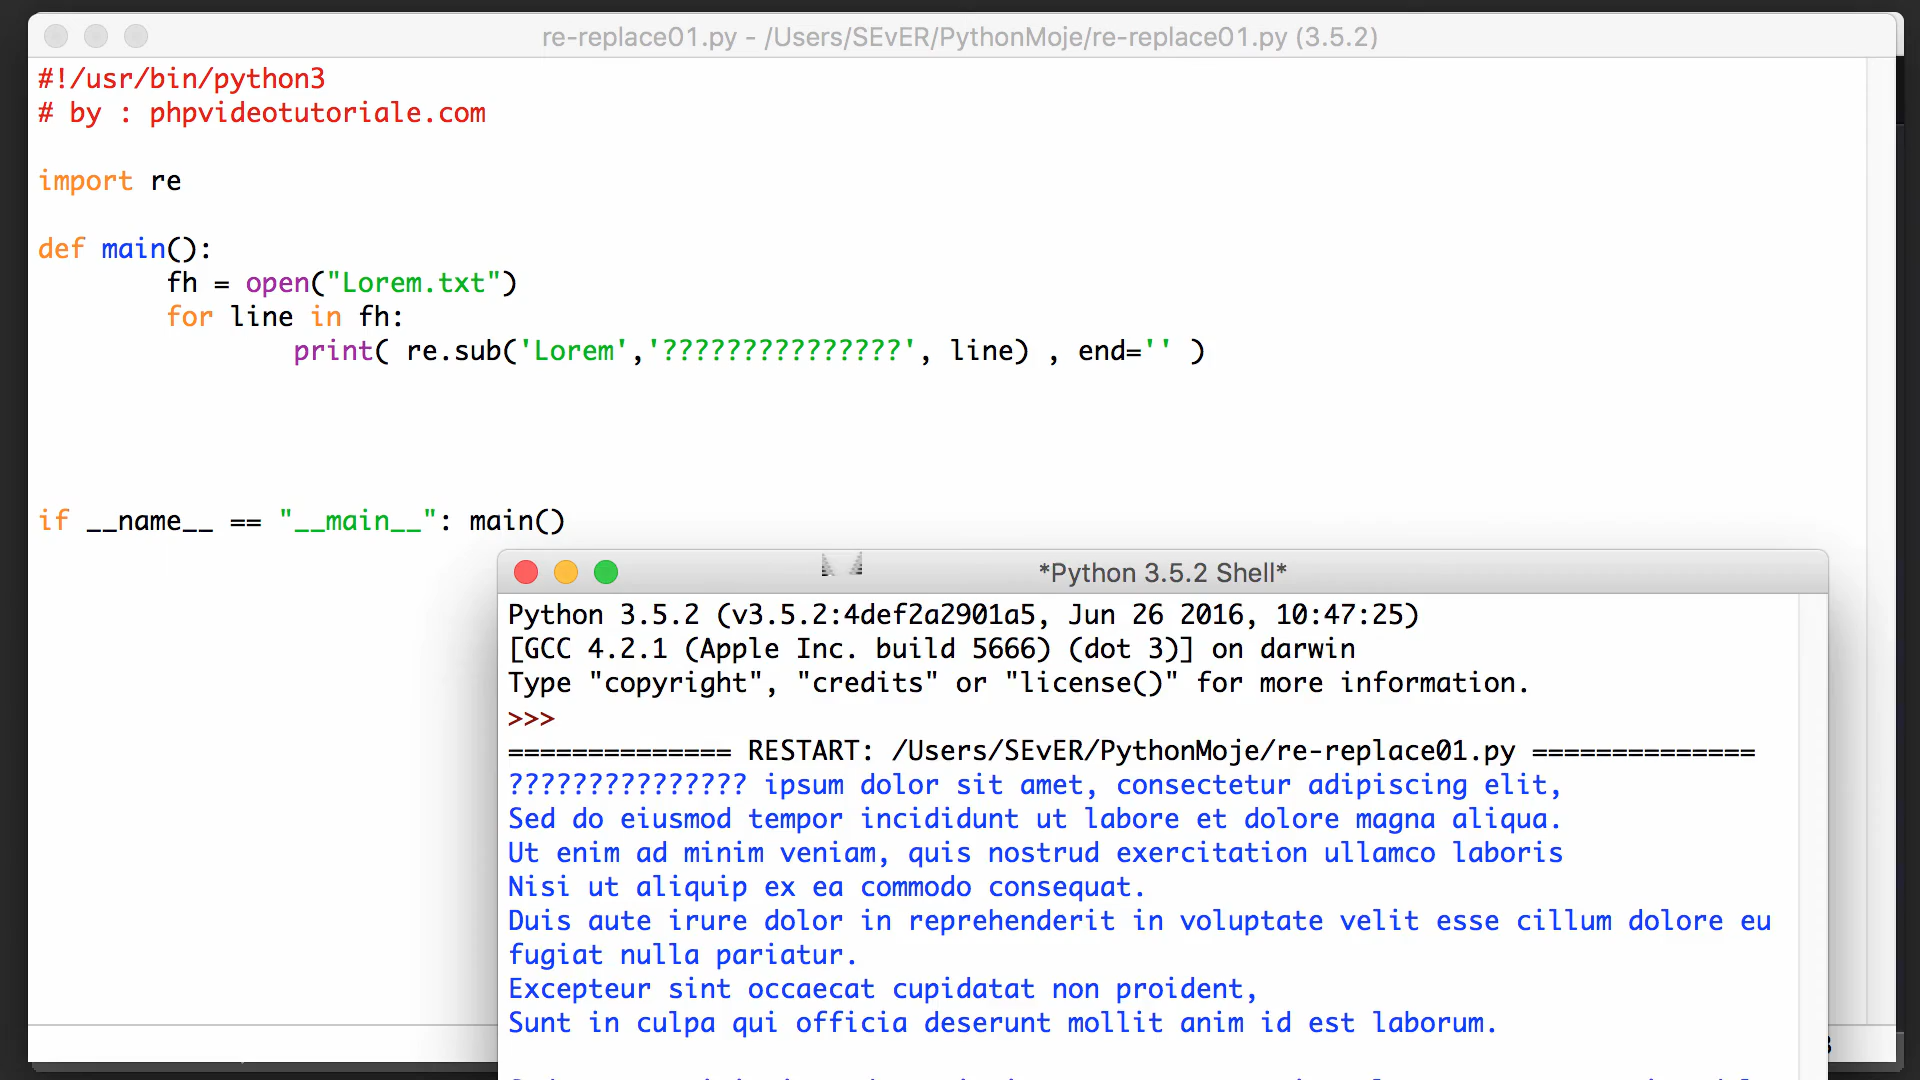 re-replace01.py - /Users/SEvER/PythonMoje/re-replace01.py (3.5.2)
#!/usr/bin/python3
# by : phpvideotutoriale.com
import re
def main():
fh = open("Lorem.txt")
for line in fh:
print( re.sub('Lorem','???????????????', line) , end='' )
if __name__ == "__main__": main()
*Python 3.5.2 Shell*
Python 3.5.2 (v3.5.2:4def2a2901a5, Jun 26 2016, 10:47:25)
[GCC 4.2.1 (Apple Inc. build 5666) (dot 3)] on darwin
Type "copyright", "credits" or "license()" for more information.
>>>
============== RESTART: /Users/SEvER/PythonMoje/re-replace01.py ==============
??????????????? ipsum dolor sit amet, consectetur adipiscing elit,
Sed do eiusmod tempor incididunt ut labore et dolore magna aliqua.
Ut enim ad minim veniam, quis nostrud exercitation ullamco laboris
Nisi ut aliquip ex ea commodo consequat.
Duis aute irure dolor in reprehenderit in voluptate velit esse cillum dolore eu
fugiat nulla pariatur.
Excepteur sint occaecat cupidatat non proident,
Sunt in culpa qui officia deserunt mollit anim id est laborum.